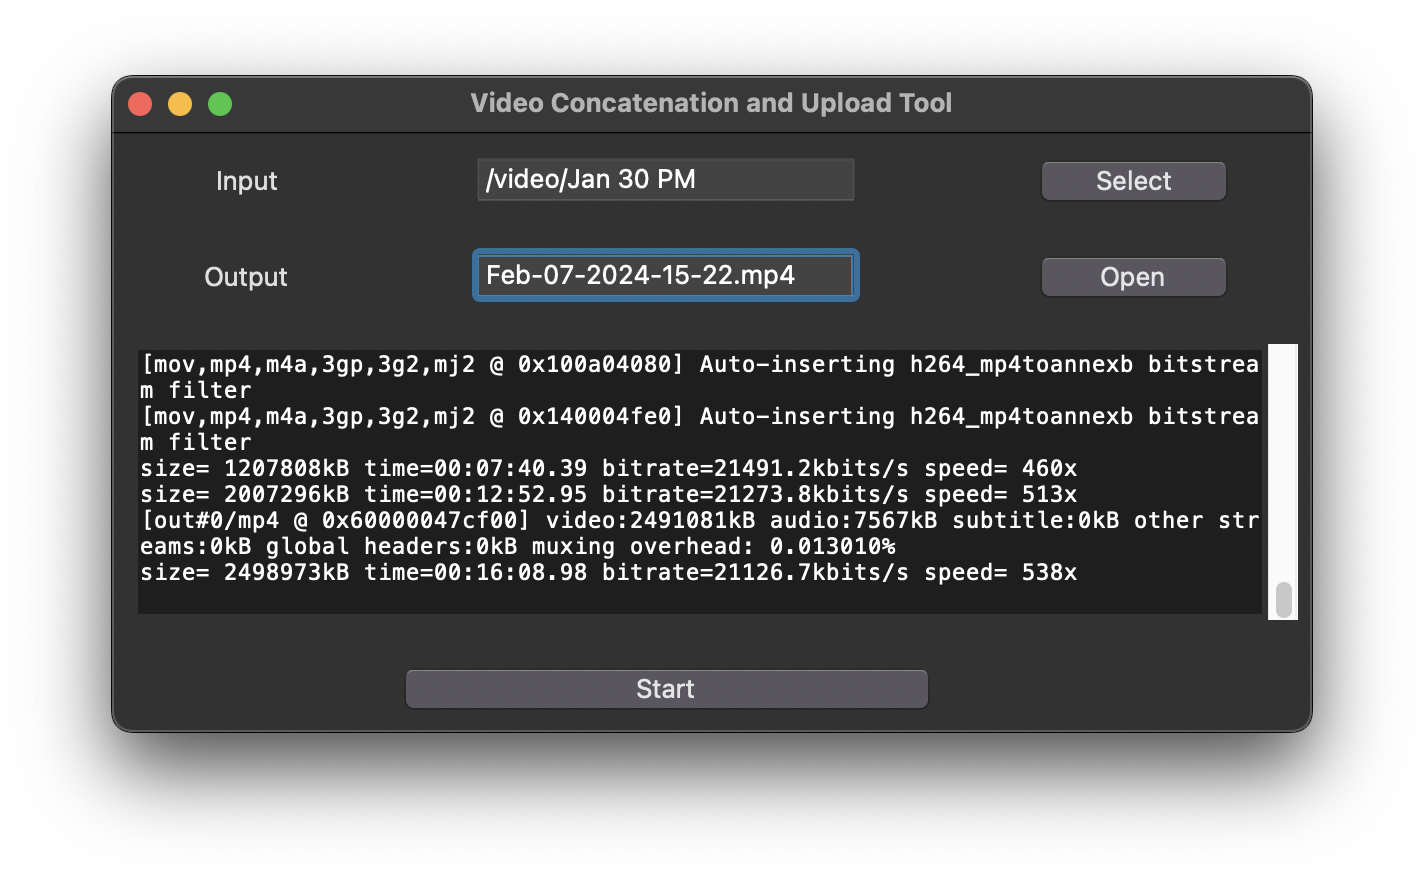 Video Concatenation and Upload Tool
Input
/video/Jan 30 PM
Select
Output
Feb-07-2024-15-22.mp4
Open
[mov,mp4,m4a,3gp,3g2,mj2 @ 0x100a04080] Auto-inserting h264_mp4toannexb bitstrea
m filter
[mov,mp4,m4a,3gp,3g2,mj2 @ 0x140004fe0] Auto-inserting h264_mp4toannexb bitstrea
m filter
size= 1207808kB time=00:07:40.39 bitrate=21491.2kbits/s speed= 460x
size= 2007296kB time=00:12:52.95 bitrate=21273.8kbits/s speed= 513x
[out#0/mp4 @ 0x60000047cf00] video:2491081kB audio:7567kB subtitle:0kB other str
eams:0kB global headers:0kB muxing overhead: 0.013010%
size= 2498973kB time=00:16:08.98 bitrate=21126.7kbits/s speed= 538x
Start